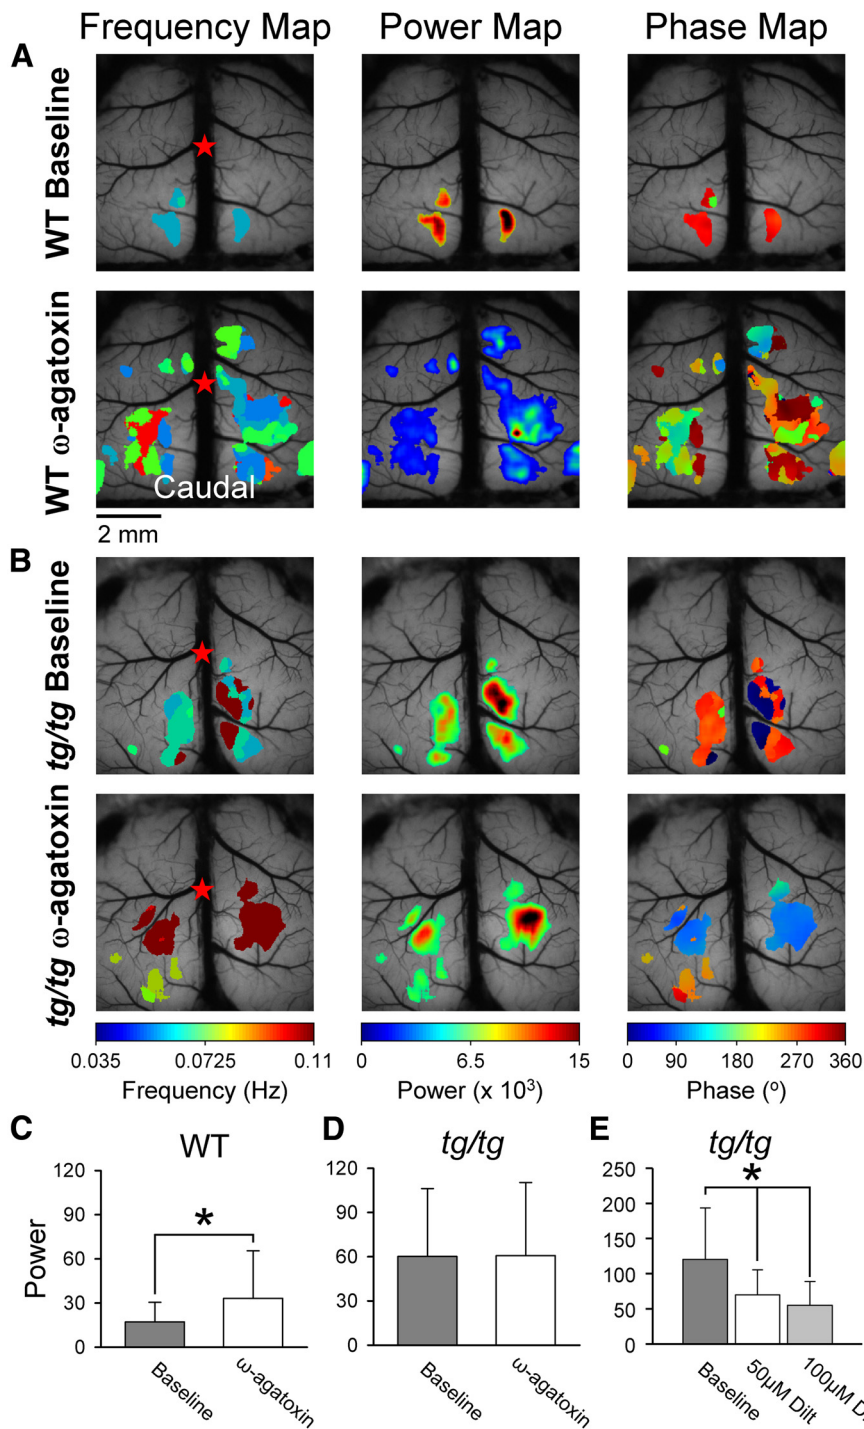 Frequency Map Power Map Phase Map
A
WT Baseline
WT ω-agatoxin
Caudal
2 mm
B
tg/tg Baseline
tg/tg ω-agatoxin
0.035 0.0725 0.11
Frequency (Hz)
0 6.5 15
Power (x 10³)
0 90 180 270 360
Phase (º)
C WT
Power
120
90
60
30
0
*
Baseline
ω-agatoxin
D tg/tg
120
90
60
30
0
Baseline
ω-agatoxin
E tg/tg
250
200
150
100
50
0
*
Baseline
50μM Dilt
100μM D